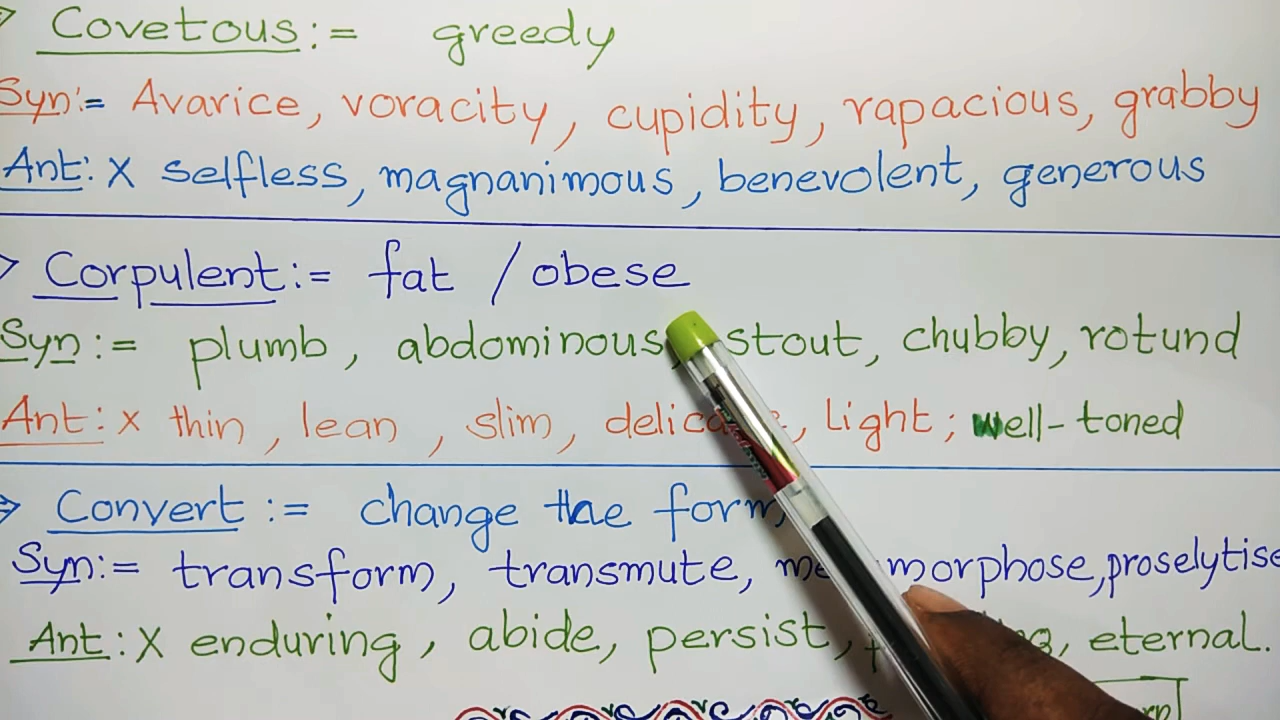 Covetous := greedy
Syn:= Avarice, voracity, cupidity, rapacious, grabby
Ant: X selfless, magnanimous, benevolent, generous
Corpulent := fat / obese
Syn := plumb, abdominous, stout, chubby, rotund
Ant: X thin, lean, slim, light; well-toned
Convert := change the form,
Syn:= transform, transmute, proselytise
Ant: X enduring, abide, persist, eternal.